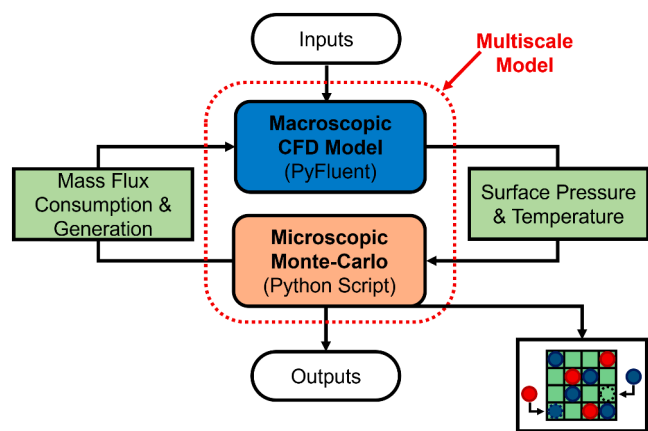 Inputs
Multiscale
Model
Macroscopic
CFD Model
(PyFluent)
Mass Flux
Consumption &
Generation
Surface Pressure
& Temperature
Microscopic
Monte-Carlo
(Python Script)
Outputs